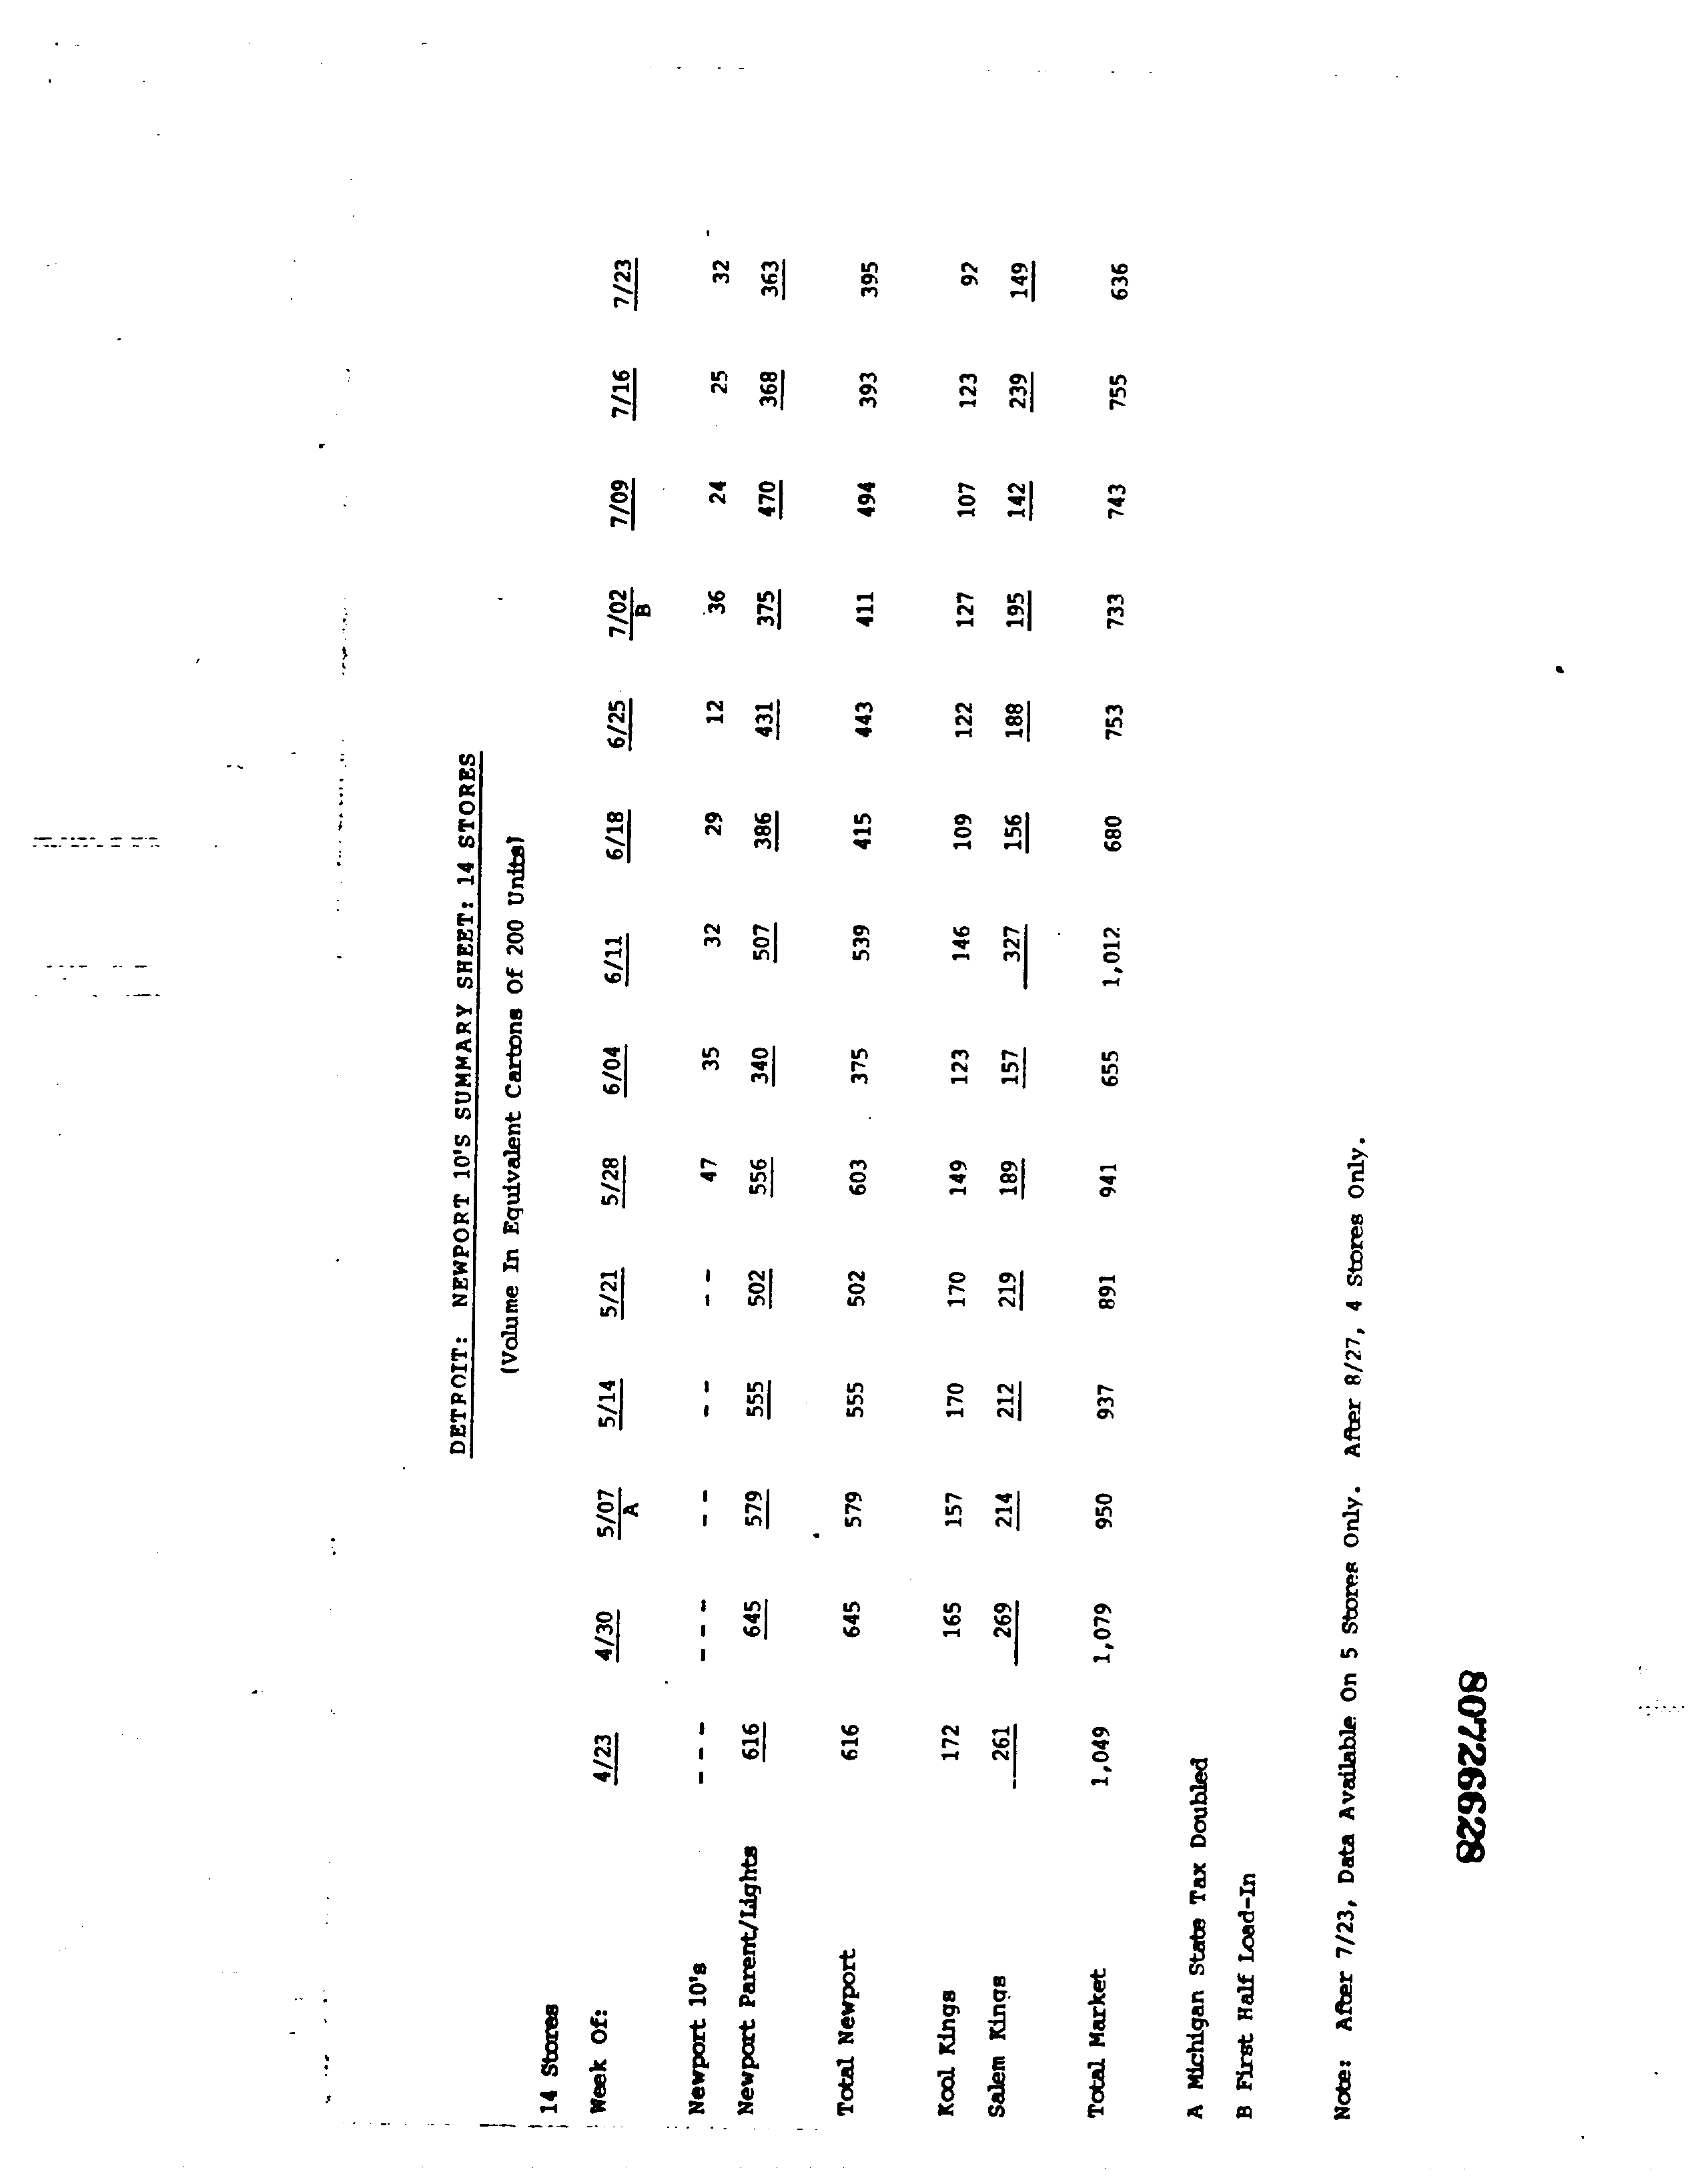 DETROIT: NEWPORT 10'S SUMMARY SHEET: 14 STORES
(Volume In Equivalent Cartons Of 200 Units)
14 Stores
Week Of: 4/23 4/30 5/07 5/14 5/21 5/28 6/04 6/11 6/18 6/25 7/02 7/09 7/16 7/23
A B
Newport 10's --- --- -- -- -- 47 35 32 29 12 36 24 25 32
Newport Parent/Lights 616 645 579 555 502 556 340 507 386 431 375 470 368 363
Total Newport 616 645 579 555 502 603 375 539 415 443 411 494 393 395
Kool Kings 172 165 157 170 170 149 123 146 109 122 127 107 123 92
Salem Kings 261 269 214 212 219 189 157 327 156 188 195 142 239 149
Total Market 1,049 1,079 950 937 891 941 655 1,012 680 753 733 743 755 636
A Michigan State Tax Doubled
B First Half Load-In
Note: After 7/23, Data Available On 5 Stores Only. After 8/27, 4 Stores Only.
80726628